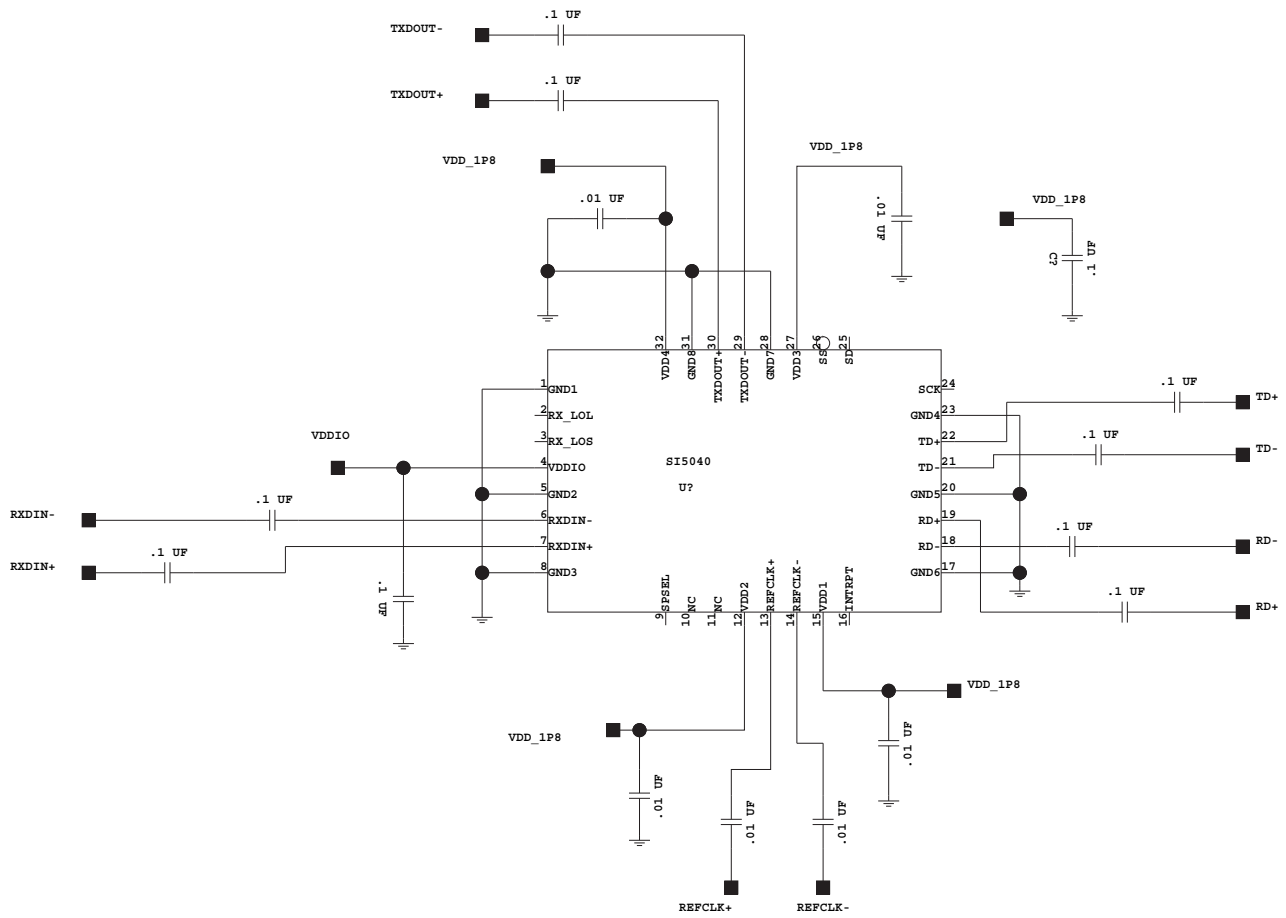 .1 UF
TXDOUT-
.1 UF
TXDOUT+
VDD_1P8
VDD_1P8
.01 UF
.01 UF
VDD_1P8
.1 UF
C?
32
31
30
29
28
27
26
25
VDD4
GND8
TXDOUT+
TXDOUT-
GND7
VDD3
SS
SD
1 GND1
2 RX_LOL
3 RX_LOS
4 VDDIO
5 GND2
6 RXDIN-
7 RXDIN+
8 GND3
SI5040
U?
SCK 24
GND4 23
TD+ 22
TD- 21
GND5 20
RD+ 19
RD- 18
GND6 17
.1 UF
TD+
.1 UF
TD-
VDDIO
.1 UF
RXDIN-
.1 UF
RXDIN+
.1 UF
.1 UF
RD-
.1 UF
RD+
SPSEL
NC
NC
VDD2
REFCLK+
REFCLK-
VDD1
INTRPT
9
10
11
12
13
14
15
16
VDD_1P8
VDD_1P8
.01 UF
.01 UF
.01 UF
.01 UF
REFCLK+
REFCLK-